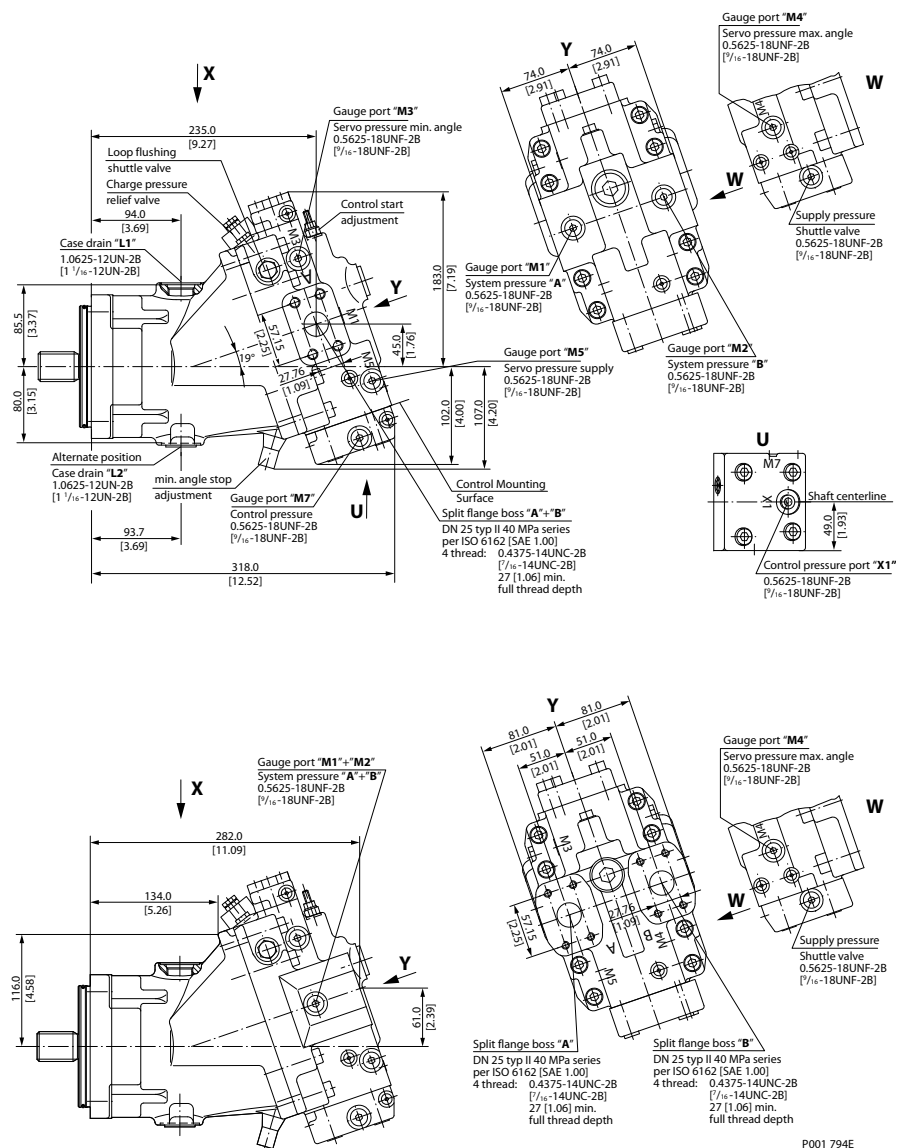 X
235.0
[9.27]
Loop flushing
shuttle valve
Charge pressure
relief valve
94.0
[3.69]
Case drain "L1"
1.0625-12UN-2B
[1 1/16-12UN-2B]
Gauge port "M3"
Servo pressure min. angle
0.5625-18UNF-2B
[9/16-18UNF-2B]
Control start
adjustment
M3
A
M1
M5
Y
85.5
[3.37]
80.0
[3.15]
19°
57.15
[2.25]
27.76
[1.09]
183.0
[7.19]
45.0
[1.76]
102.0
[4.00]
107.0
[4.20]
Alternate position
Case drain "L2"
1.0625-12UN-2B
[1 1/16-12UN-2B]
min. angle stop
adjustment
Gauge port "M7"
Control pressure
0.5625-18UNF-2B
[9/16-18UNF-2B]
U
Control Mounting
Surface
Split flange boss "A"+"B"
DN 25 typ II 40 MPa series
per ISO 6162 [SAE 1.00]
4 thread: 0.4375-14UNC-2B
[7/16-14UNC-2B]
27 [1.06] min.
full thread depth
93.7
[3.69]
318.0
[12.52]
Y
74.0
[2.91]
74.0
[2.91]
W
Gauge port "M1"
System pressure "A"
0.5625-18UNF-2B
[9/16-18UNF-2B]
Gauge port "M5"
Servo pressure supply
0.5625-18UNF-2B
[9/16-18UNF-2B]
Gauge port "M2"
System pressure "B"
0.5625-18UNF-2B
[9/16-18UNF-2B]
Gauge port "M4"
Servo pressure max. angle
0.5625-18UNF-2B
[9/16-18UNF-2B]
W
M4
Supply pressure
Shuttle valve
0.5625-18UNF-2B
[9/16-18UNF-2B]
U
M7
X1
Shaft centerline
49.0
[1.93]
Control pressure port "X1"
0.5625-18UNF-2B
[9/16-18UNF-2B]
X
Gauge port "M1"+"M2"
System pressure "A"+"B"
0.5625-18UNF-2B
[9/16-18UNF-2B]
282.0
[11.09]
134.0
[5.26]
116.0
[4.58]
Y
61.0
[2.39]
Y
81.0
[2.01]
81.0
[2.01]
51.0
[2.01]
51.0
[2.01]
M3
57.15
[2.25]
27.76
[1.09]
A
B
M4
M5
W
Split flange boss "A"
DN 25 typ II 40 MPa series
per ISO 6162 [SAE 1.00]
4 thread: 0.4375-14UNC-2B
[7/16-14UNC-2B]
27 [1.06] min.
full thread depth
Split flange boss "B"
DN 25 typ II 40 MPa series
per ISO 6162 [SAE 1.00]
4 thread: 0.4375-14UNC-2B
[7/16-14UNC-2B]
27 [1.06] min.
full thread depth
Gauge port "M4"
Servo pressure max. angle
0.5625-18UNF-2B
[9/16-18UNF-2B]
W
M4
Supply pressure
Shuttle valve
0.5625-18UNF-2B
[9/16-18UNF-2B]
P001 794E